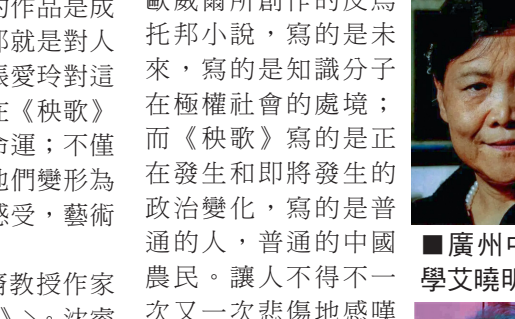 的作品是成
那就是對人
張愛玲對這
在《秧歌》
命運；不僅
他們變形為
感受，藝術
裔教授作家
》>。沈睿
歐威爾所創作的反烏
托邦小說，寫的是未
來，寫的是知識分子
在極權社會的處境；
而《秧歌》寫的是正
在發生和即將發生的
政治變化，寫的是普
通的人，普通的中國
農民。讓人不得不一
次又一次悲傷地感嘆
■廣州中
學艾曉明